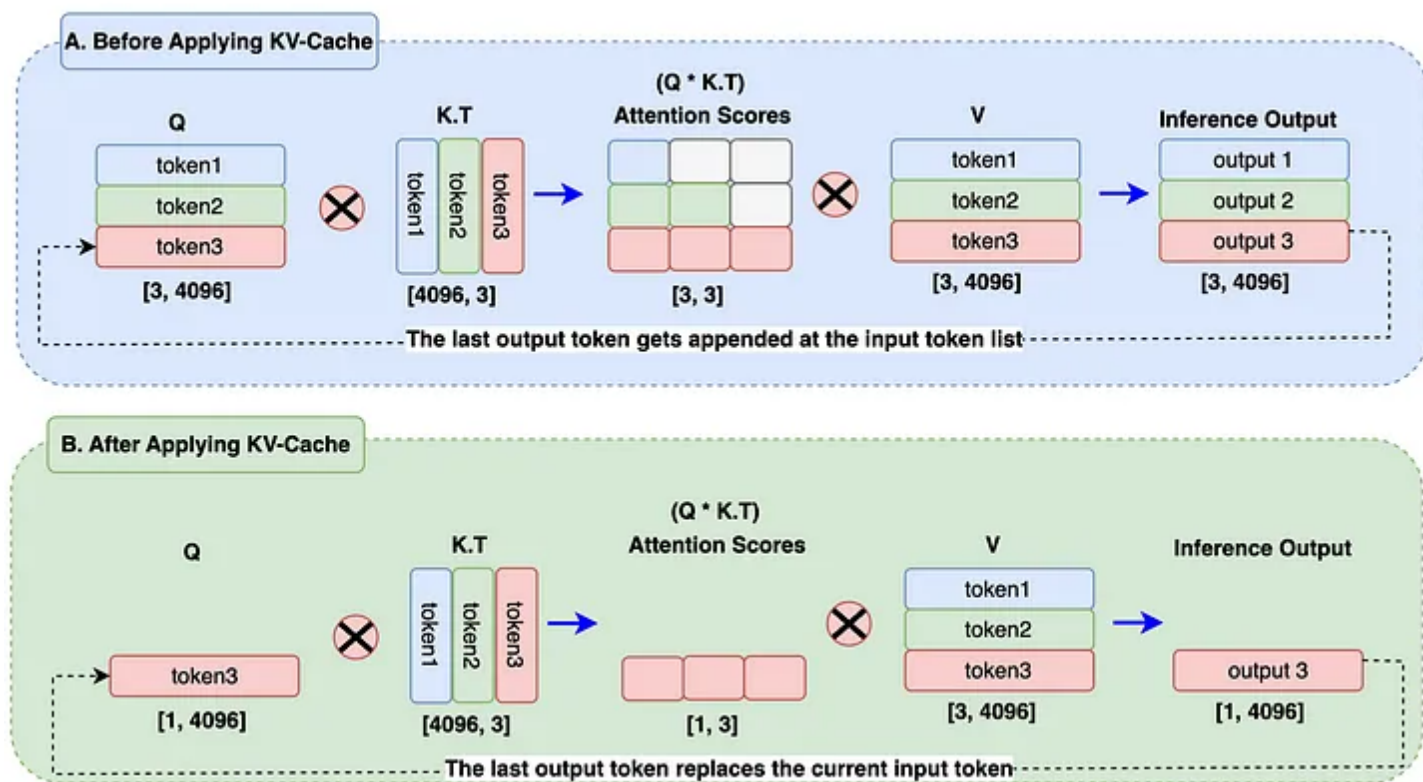 A. Before Applying KV-Cache
(Q * K.T)
Q
K.T
Attention Scores
V
Inference Output
token1
token2
token3
token1
token2
token3
token1
token2
token3
output 1
output 2
output 3
[3, 4096]
[4096, 3]
[3, 3]
[3, 4096]
[3, 4096]
The last output token gets appended at the input token list
B. After Applying KV-Cache
(Q * K.T)
Q
K.T
Attention Scores
V
Inference Output
token3
token1
token2
token3
token1
token2
token3
output 3
[1, 4096]
[4096, 3]
[1, 3]
[3, 4096]
[1, 4096]
The last output token replaces the current input token